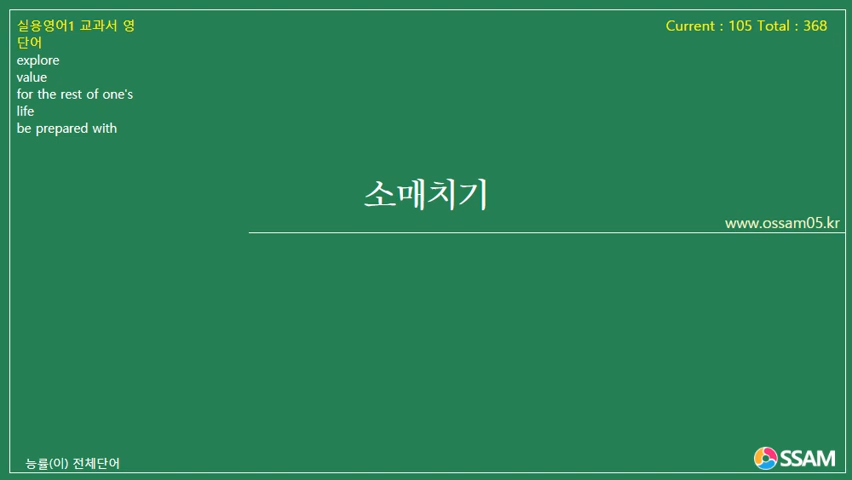 실용영어1 교과서 영
단어
explore
value
for the rest of one's
life
be prepared with
Current : 105 Total : 368
소매치기
www.ossam05.kr
능률(이) 전체단어
OSSAM